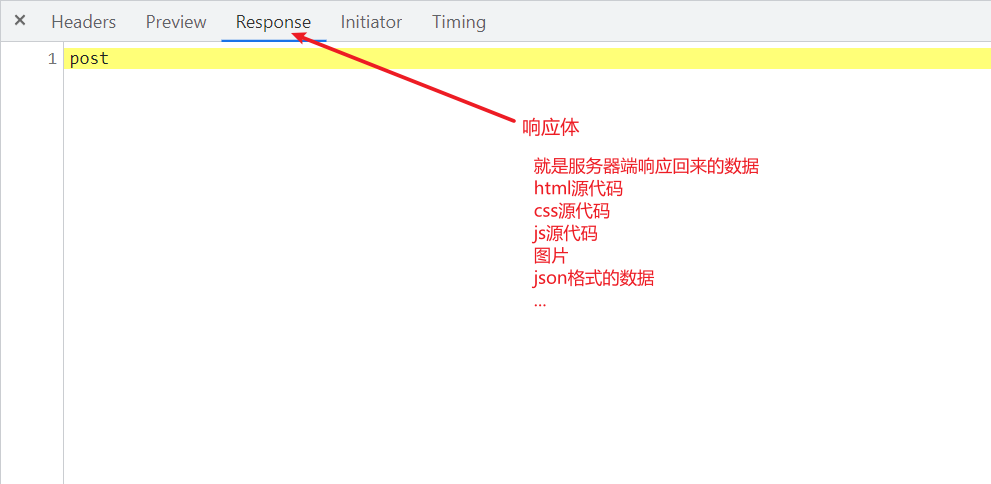 × Headers Preview Response Initiator Timing
1 post
响应体
就是服务器端响应回来的数据
html源代码
css源代码
js源代码
图片
json格式的数据
...